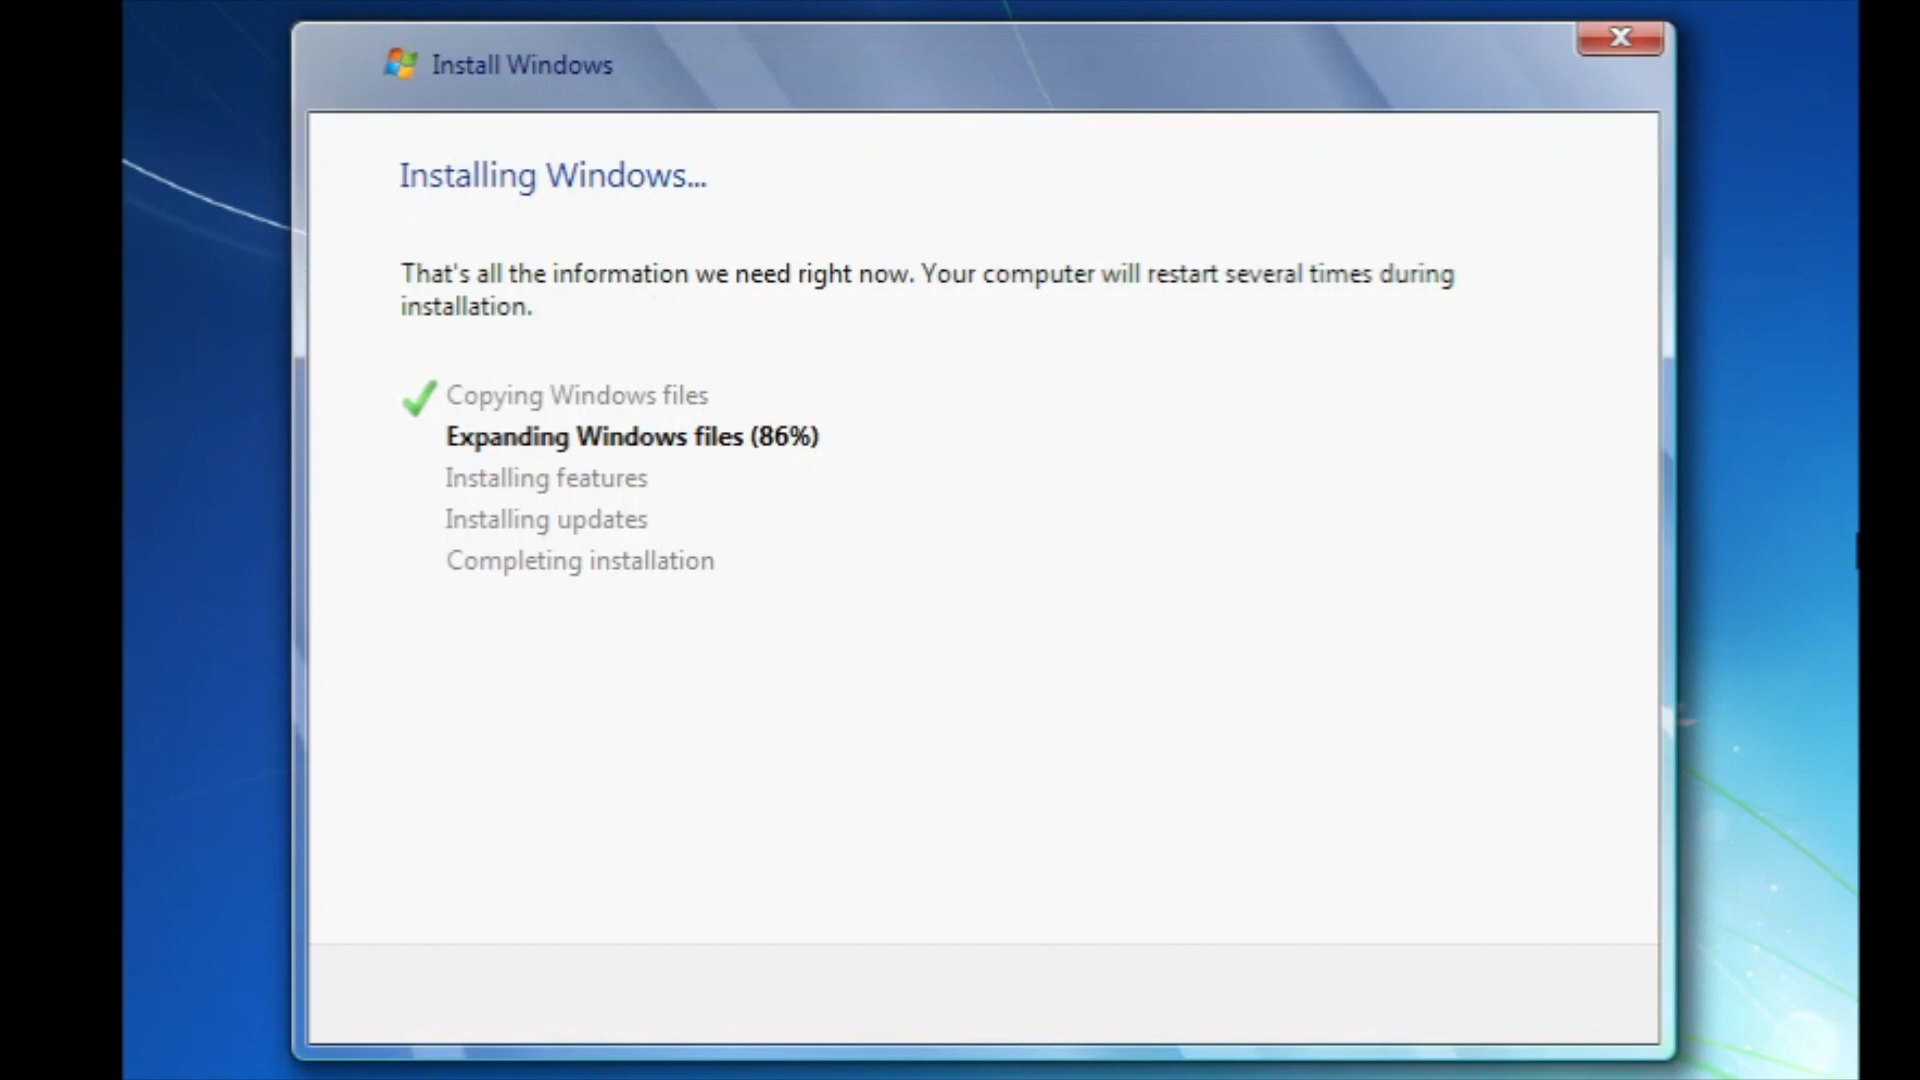 Install Windows
Installing Windows...
That's all the information we need right now. Your computer will restart several times during
installation.
Copying Windows files
Expanding Windows files (86%)
Installing features
Installing updates
Completing installation